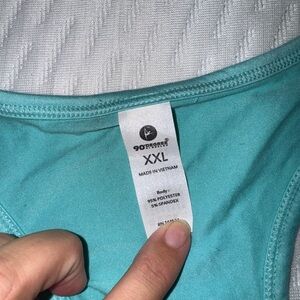 90 DEGREE
XXL
MADE IN VIETNAM
Body :
95% POLYESTER
5% SPANDEX